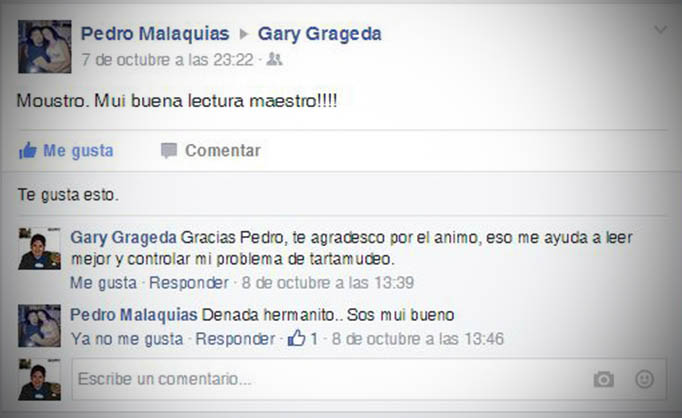 Pedro Malaquias ▸ Gary Grageda
7 de octubre a las 23:22 ·
Moustro. Mui buena lectura maestro!!!!
Me gusta Comentar
Te gusta esto.
Gary Grageda Gracias Pedro, te agradesco por el animo, eso me ayuda a leer
mejor y controlar mi problema de tartamudeo.
Me gusta · Responder · 8 de octubre a las 13:39
Pedro Malaquias Denada hermanito.. Sos mui bueno
Ya no me gusta · Responder · 1 · 8 de octubre a las 13:46
Escribe un comentario...